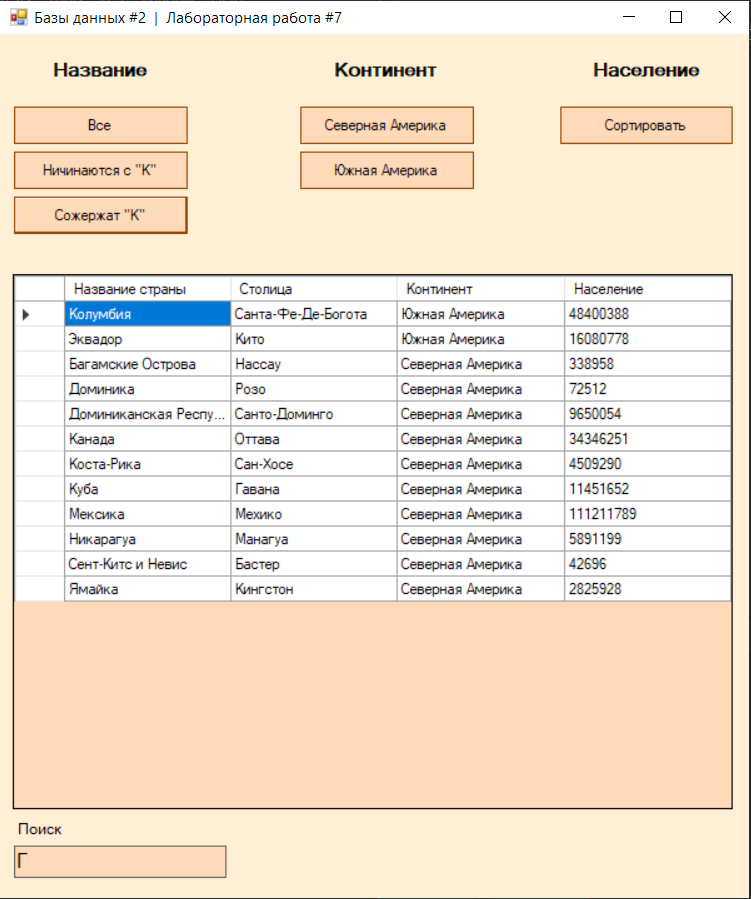 Базы данных #2 | Лабораторная работа #7
Название Континент Население
Все Северная Америка Сортировать
Ничинаются с "К" Южная Америка
Сожержат "К"
Название страны Столица Континент Население
Колумбия Санта-Фе-Де-Богота Южная Америка 48400388
Эквадор Кито Южная Америка 16080778
Багамские Острова Нассау Северная Америка 338958
Доминика Розо Северная Америка 72512
Доминиканская Респу... Санто-Доминго Северная Америка 9650054
Канада Оттава Северная Америка 34346251
Коста-Рика Сан-Хосе Северная Америка 4509290
Куба Гавана Северная Америка 11451652
Мексика Мехико Северная Америка 111211789
Никарагуа Манагуа Северная Америка 5891199
Сент-Китс и Невис Бастер Северная Америка 42696
Ямайка Кингстон Северная Америка 2825928
Поиск
Г